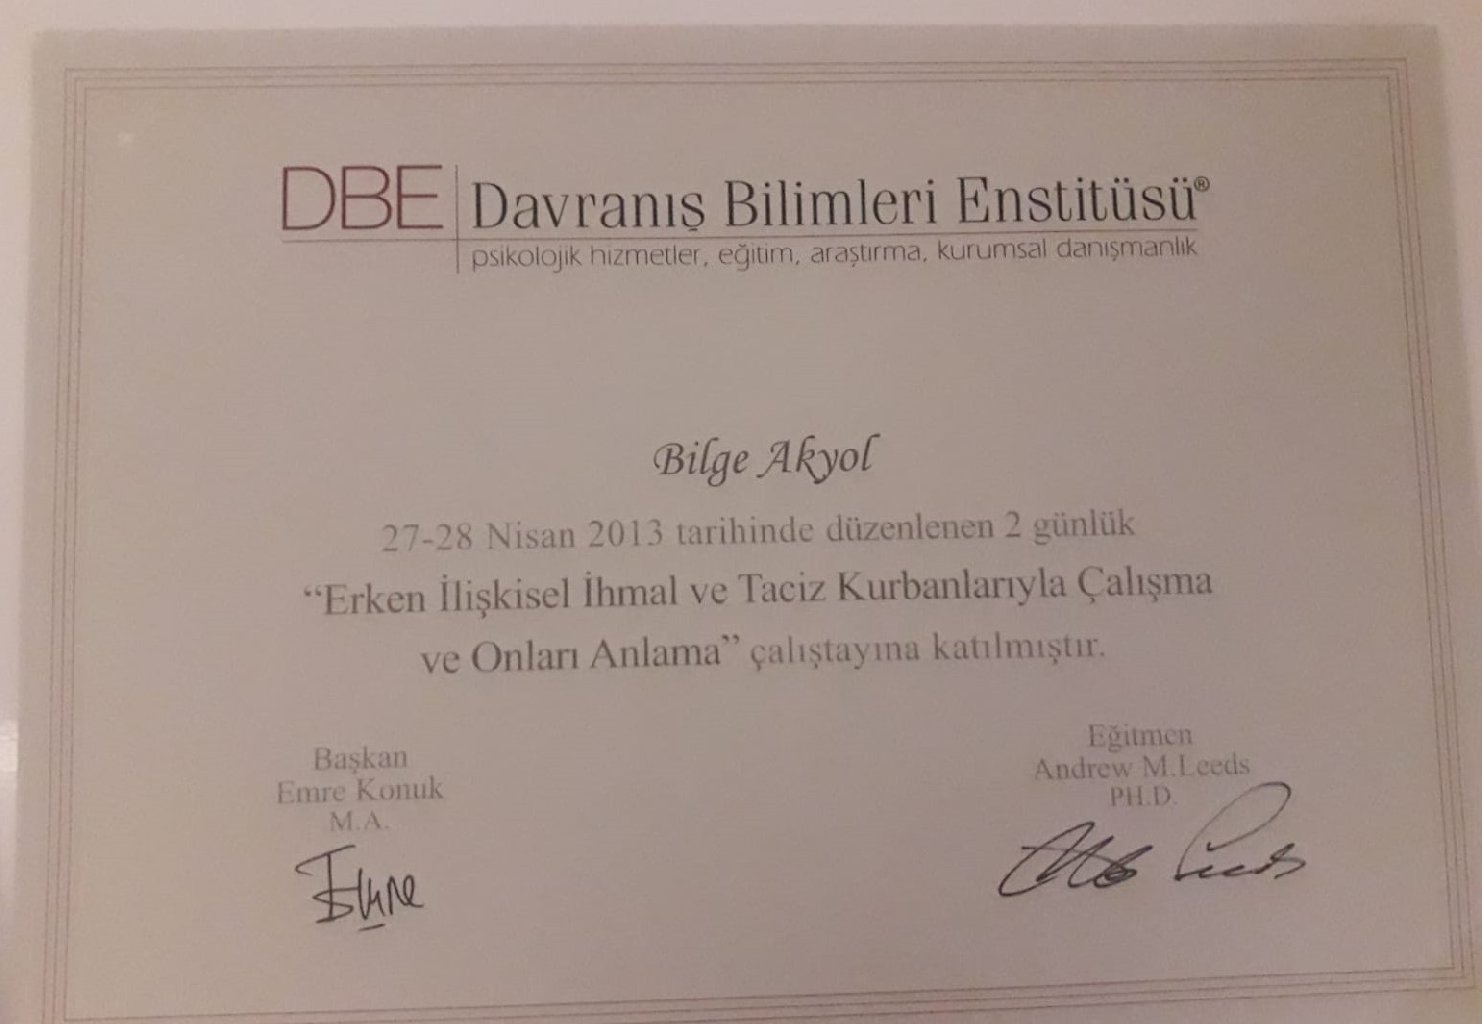 DBE Davranış Bilimleri Enstitüsü®
psikolojik hizmetler, eğitim, araştırma, kurumsal danışmanlık
Bilge Akyol
27-28 Nisan 2013 tarihinde düzenlenen 2 günlük
“Erken İlişkisel İhmal ve Taciz Kurbanlarıyla Çalışma
ve Onları Anlama” çalıştayına katılmıştır.
Başkan
Emre Konuk
M.A.
Eğitmen
Andrew M.Leeds
PH.D.